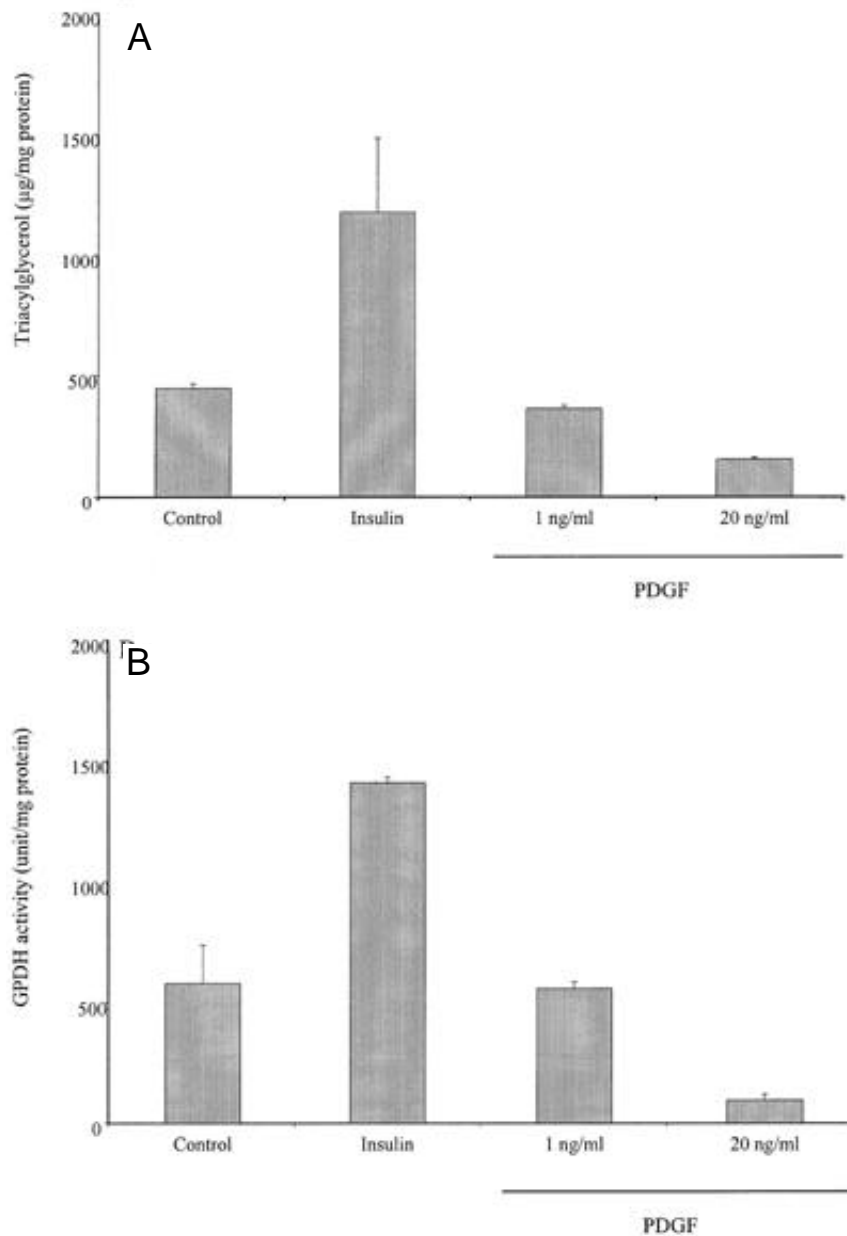 A
2000
1500
1000
500
0
Triacylglycerol (µg/mg protein)
Control Insulin 1 ng/ml 20 ng/ml
PDGF
B
2000
1500
1000
500
0
GPDH activity (unit/mg protein)
Control Insulin 1 ng/ml 20 ng/ml
PDGF